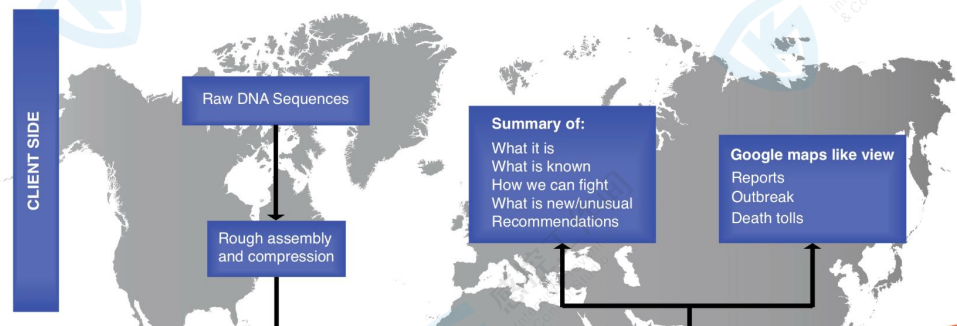 CLIENT SIDE
Raw DNA Sequences
Rough assembly
and compression
Summary of:
What it is
What is known
How we can fight
What is new/unusual
Recommendations
Google maps like view
Reports
Outbreak
Death tolls